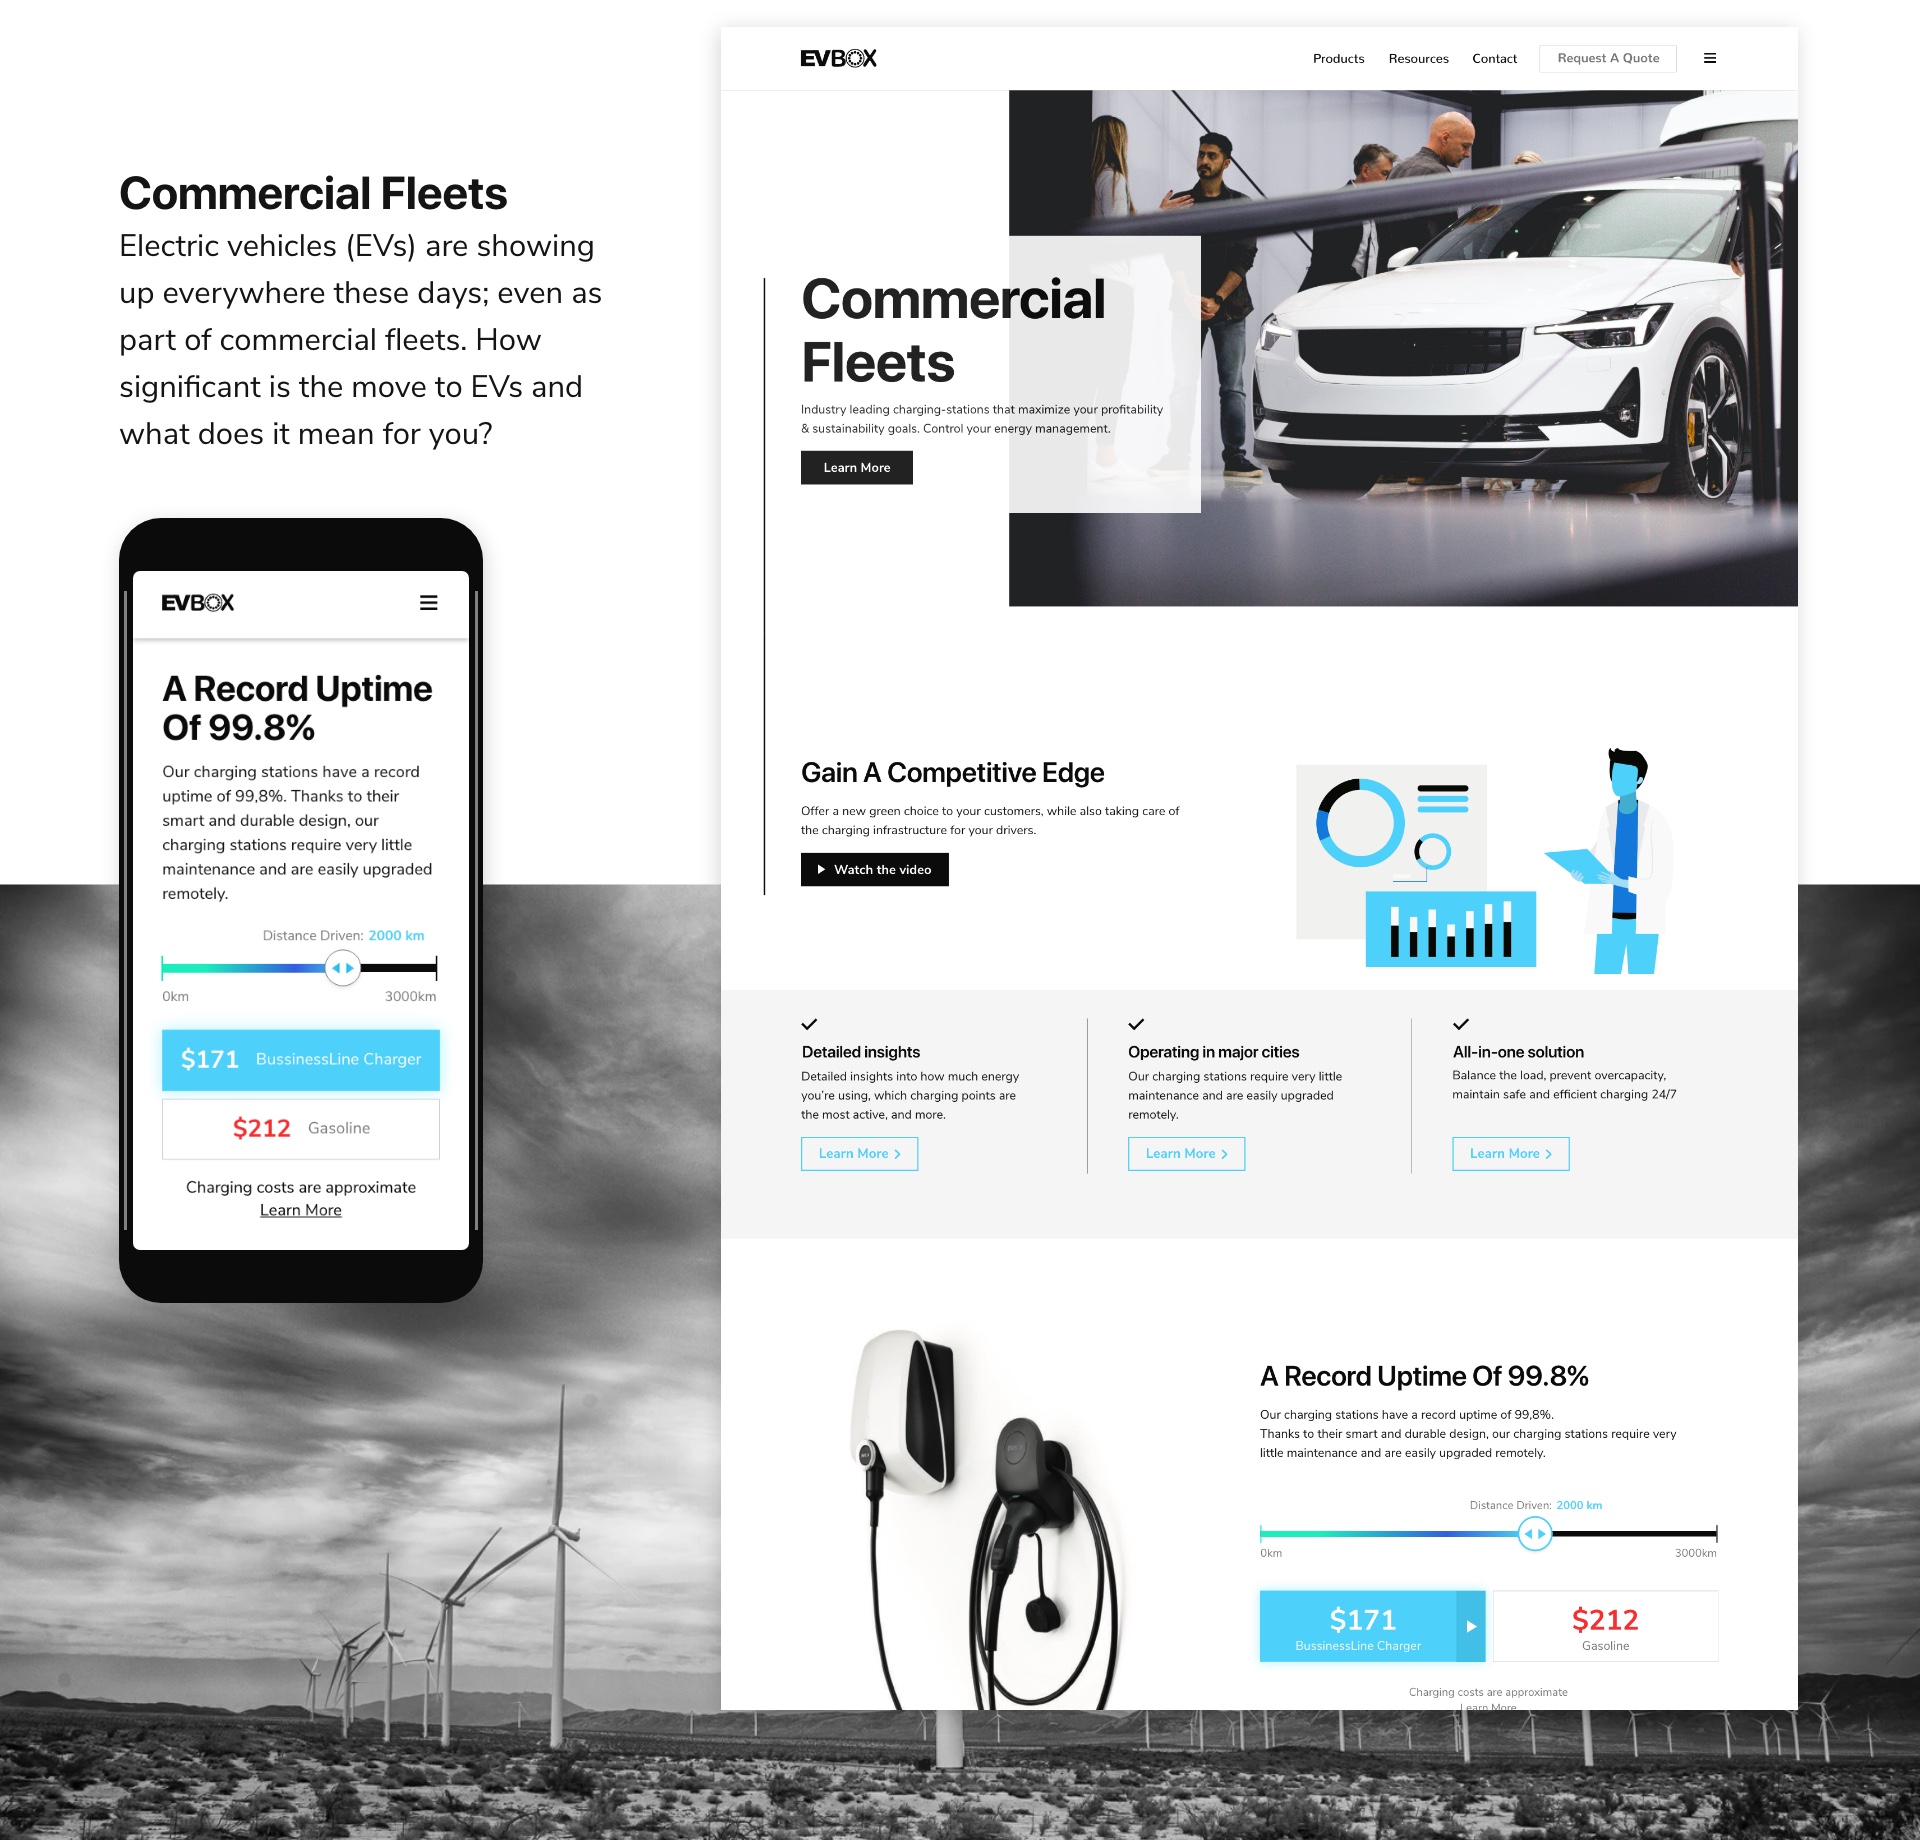 Commercial Fleets
Electric vehicles (EVs) are showing
up everywhere these days; even as
part of commercial fleets. How
significant is the move to EVs and
what does it mean for you?
EVBOX
A Record Uptime
Of 99.8%
Our charging stations have a record
uptime of 99,8%. Thanks to their
smart and durable design, our
charging stations require very little
maintenance and are easily upgraded
remotely.
Distance Driven: 2000 km
0km 3000km
$171 BussinessLine Charger
$212 Gasoline
Charging costs are approximate
Learn More
EVBOX Products Resources Contact Request A Quote
Commercial
Fleets
Industry leading charging-stations that maximize your profitability
& sustainability goals. Control your energy management.
Learn More
Gain A Competitive Edge
Offer a new green choice to your customers, while also taking care of
the charging infrastructure for your drivers.
Watch the video
Detailed insights
Detailed insights into how much energy
you're using, which charging points are
the most active, and more.
Learn More
Operating in major cities
Our charging stations require very little
maintenance and are easily upgraded
remotely.
Learn More
All-in-one solution
Balance the load, prevent overcapacity,
maintain safe and efficient charging 24/7
Learn More
A Record Uptime Of 99.8%
Our charging stations have a record uptime of 99,8%.
Thanks to their smart and durable design, our charging stations require very
little maintenance and are easily upgraded remotely.
Distance Driven: 2000 km
0km 3000km
$171
BussinessLine Charger
$212
Gasoline
Charging costs are approximate
Learn More